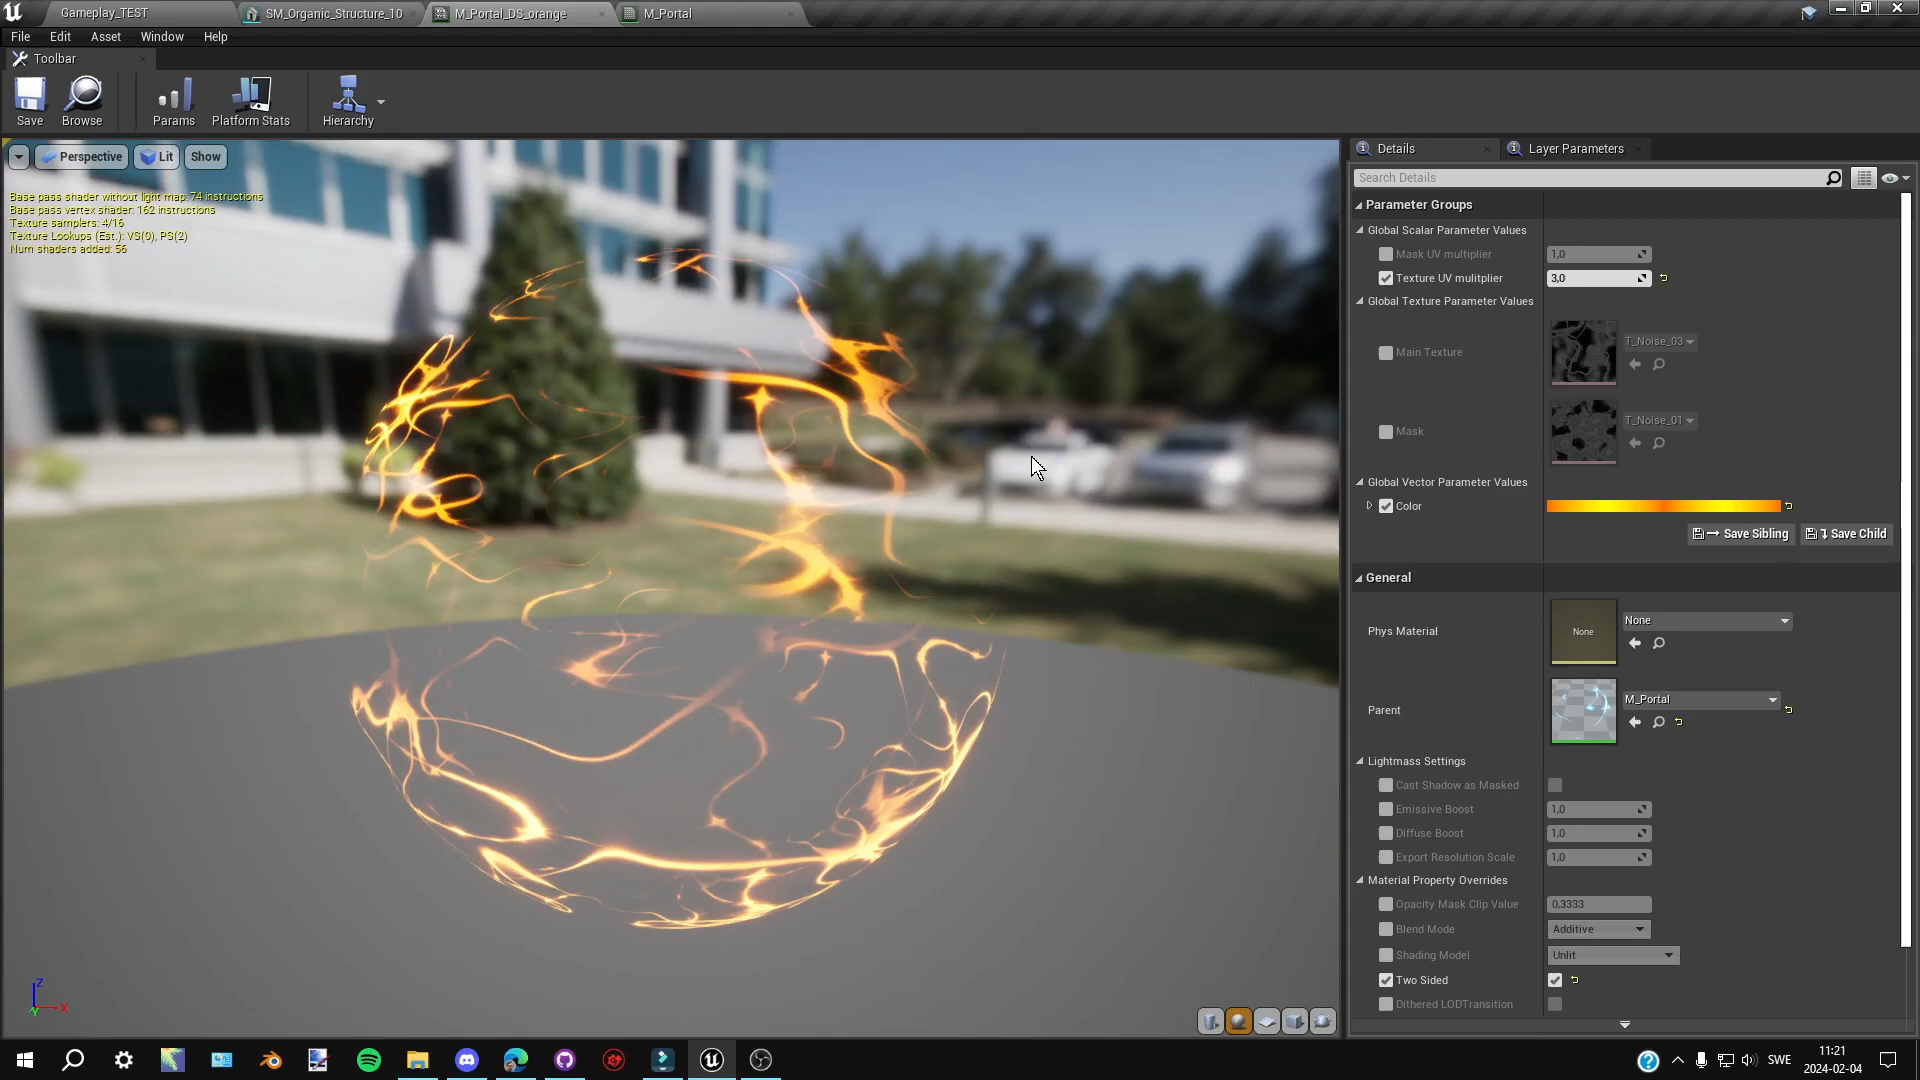 Gameplay_TEST
SM_Organic_Structure_10
M_Portal_DS_orange
M_Portal
File
Edit
Asset
Window
Help
Toolbar
Save
Browse
Params
Platform Stats
Hierarchy
Perspective
Lit
Show
Base pass shader without light map: 74 instructions
Base pass vertex shader: 162 instructions
Texture samplers: 4/16
Texture Lookups (Est.): VS(0), PS(2)
Num shaders added: 56
Details
Layer Parameters
Search Details
Parameter Groups
Global Scalar Parameter Values
Mask UV multiplier
1,0
Texture UV mulitplier
3,0
Global Texture Parameter Values
Main Texture
T_Noise_03
Mask
T_Noise_01
Global Vector Parameter Values
Color
Save Sibling
Save Child
General
Phys Material
None
None
Parent
M_Portal
Lightmass Settings
Cast Shadow as Masked
Emissive Boost
1,0
Diffuse Boost
1,0
Export Resolution Scale
1,0
Material Property Overrides
Opacity Mask Clip Value
0,3333
Blend Mode
Additive
Shading Model
Unlit
Two Sided
Dithered LODTransition
Z
X
Y
SWE
11:21
2024-02-04